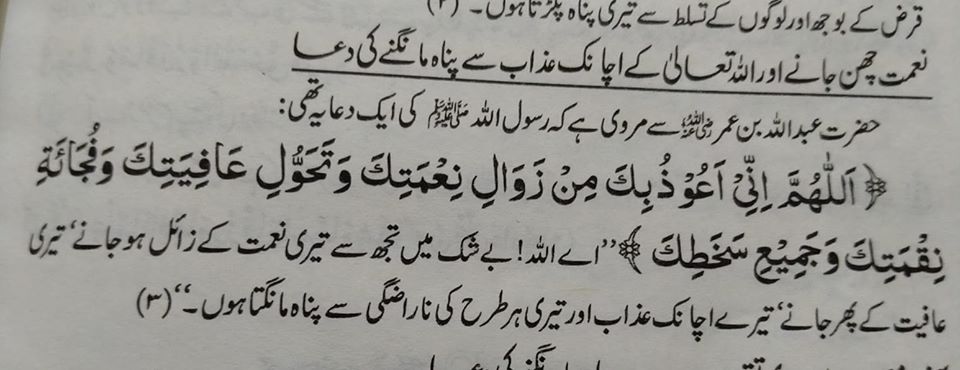 قرض کے بوجھ اور لوگوں کے تسلط سے تیری پناہ پکڑتا ہوں۔ (۲)
نعمت چھن جانے اور اللہ تعالیٰ کے اچانک عذاب سے پناہ مانگنے کی دعا
حضرت عبداللہ بن عمر رضی اللہ عنہ سے مروی ہے کہ رسول اللہ ﷺ کی ایک دعا یہ تھی:
﴿اَللّٰهُمَّ اِنِّىْ اَعُوْذُبِكَ مِنْ زَوَالِ نِعْمَتِكَ وَتَحَوُّلِ عَافِيَتِكَ وَفُجَائَةِ
نِقْمَتِكَ وَجَمِيْعِ سَخَطِكَ﴾ ’’اے اللہ! بے شک میں تجھ سے تیری نعمت کے زائل ہو جانے‘ تیری
عافیت کے پھر جانے‘ تیرے اچانک عذاب اور تیری ہر طرح کی ناراضگی سے پناہ مانگتا ہوں۔‘‘ (۳)